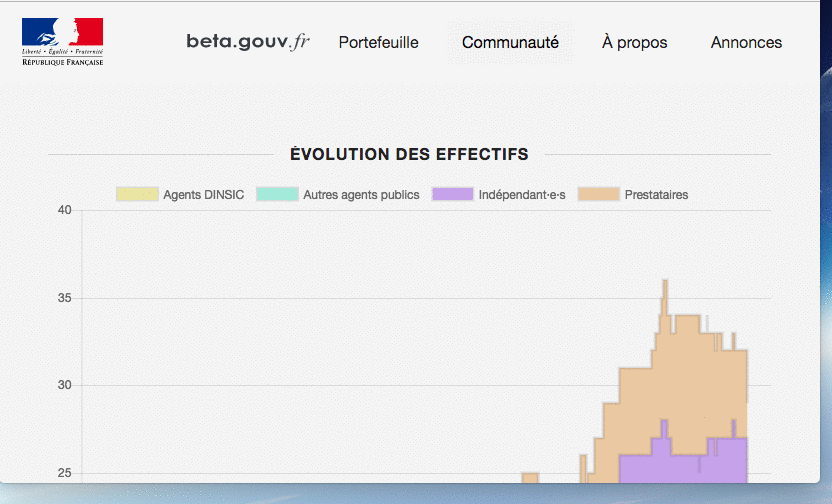 Liberté • Égalité • Fraternité
RÉPUBLIQUE FRANÇAISE
beta.gouv.fr Portefeuille Communauté À propos Annonces
ÉVOLUTION DES EFFECTIFS
Agents DINSIC Autres agents publics Indépendant·e·s Prestataires
40
35
30
25